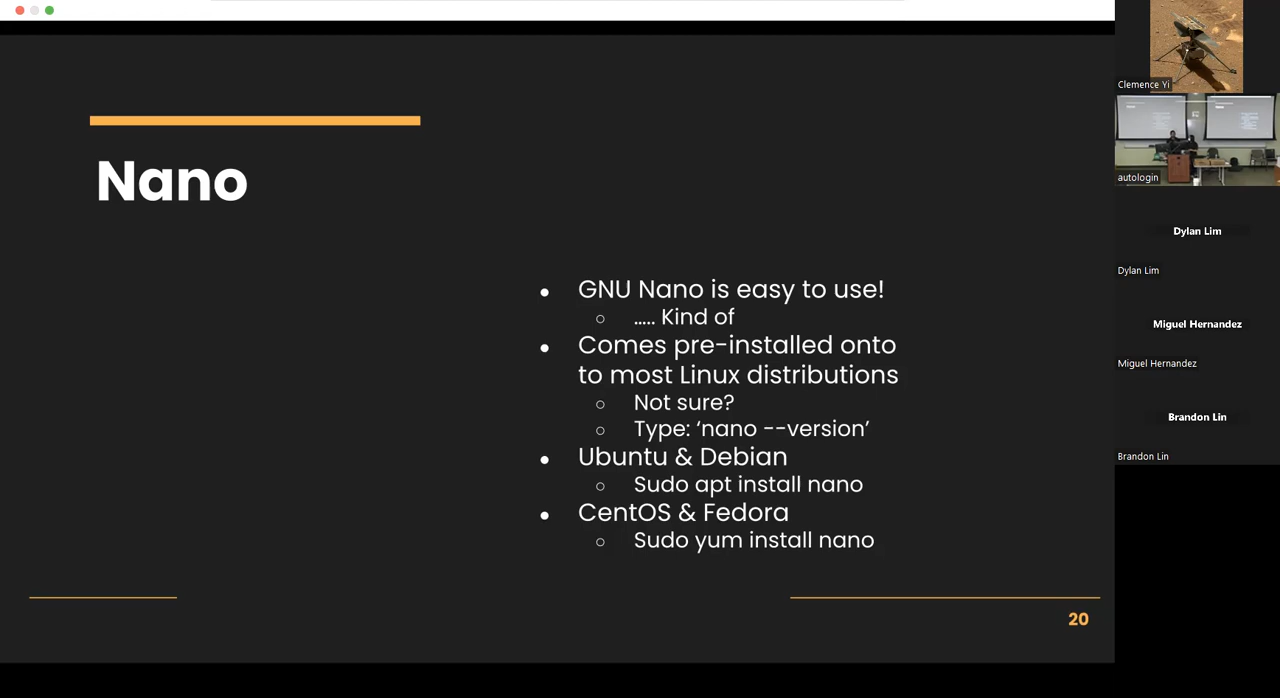 Nano
GNU Nano is easy to use!
..... Kind of
Comes pre-installed onto
to most Linux distributions
Not sure?
Type: ‘nano --version’
Ubuntu & Debian
Sudo apt install nano
CentOS & Fedora
Sudo yum install nano
20
Clemence Yi
autologin
Dylan Lim
Dylan Lim
Miguel Hernandez
Miguel Hernandez
Brandon Lin
Brandon Lin